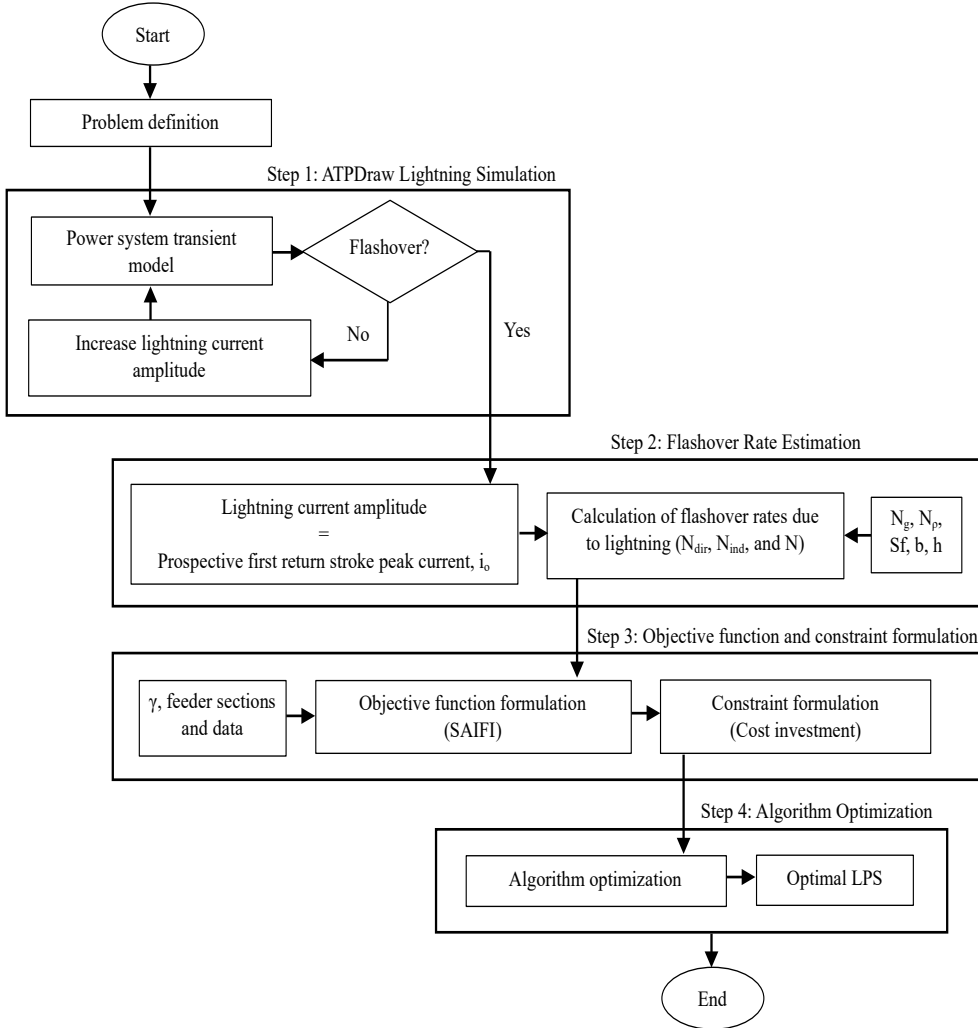 Start
Problem definition
Step 1: ATPDraw Lightning Simulation
Power system transient
model
Flashover?
No
Yes
Increase lightning current
amplitude
Step 2: Flashover Rate Estimation
Lightning current amplitude
=
Prospective first return stroke peak current, iₒ
Calculation of flashover rates due
to lightning (N_dir, N_ind, and N)
N_g, N_ρ,
Sf, b, h
Step 3: Objective function and constraint formulation
γ, feeder sections
and data
Objective function formulation
(SAIFI)
Constraint formulation
(Cost investment)
Step 4: Algorithm Optimization
Algorithm optimization
Optimal LPS
End